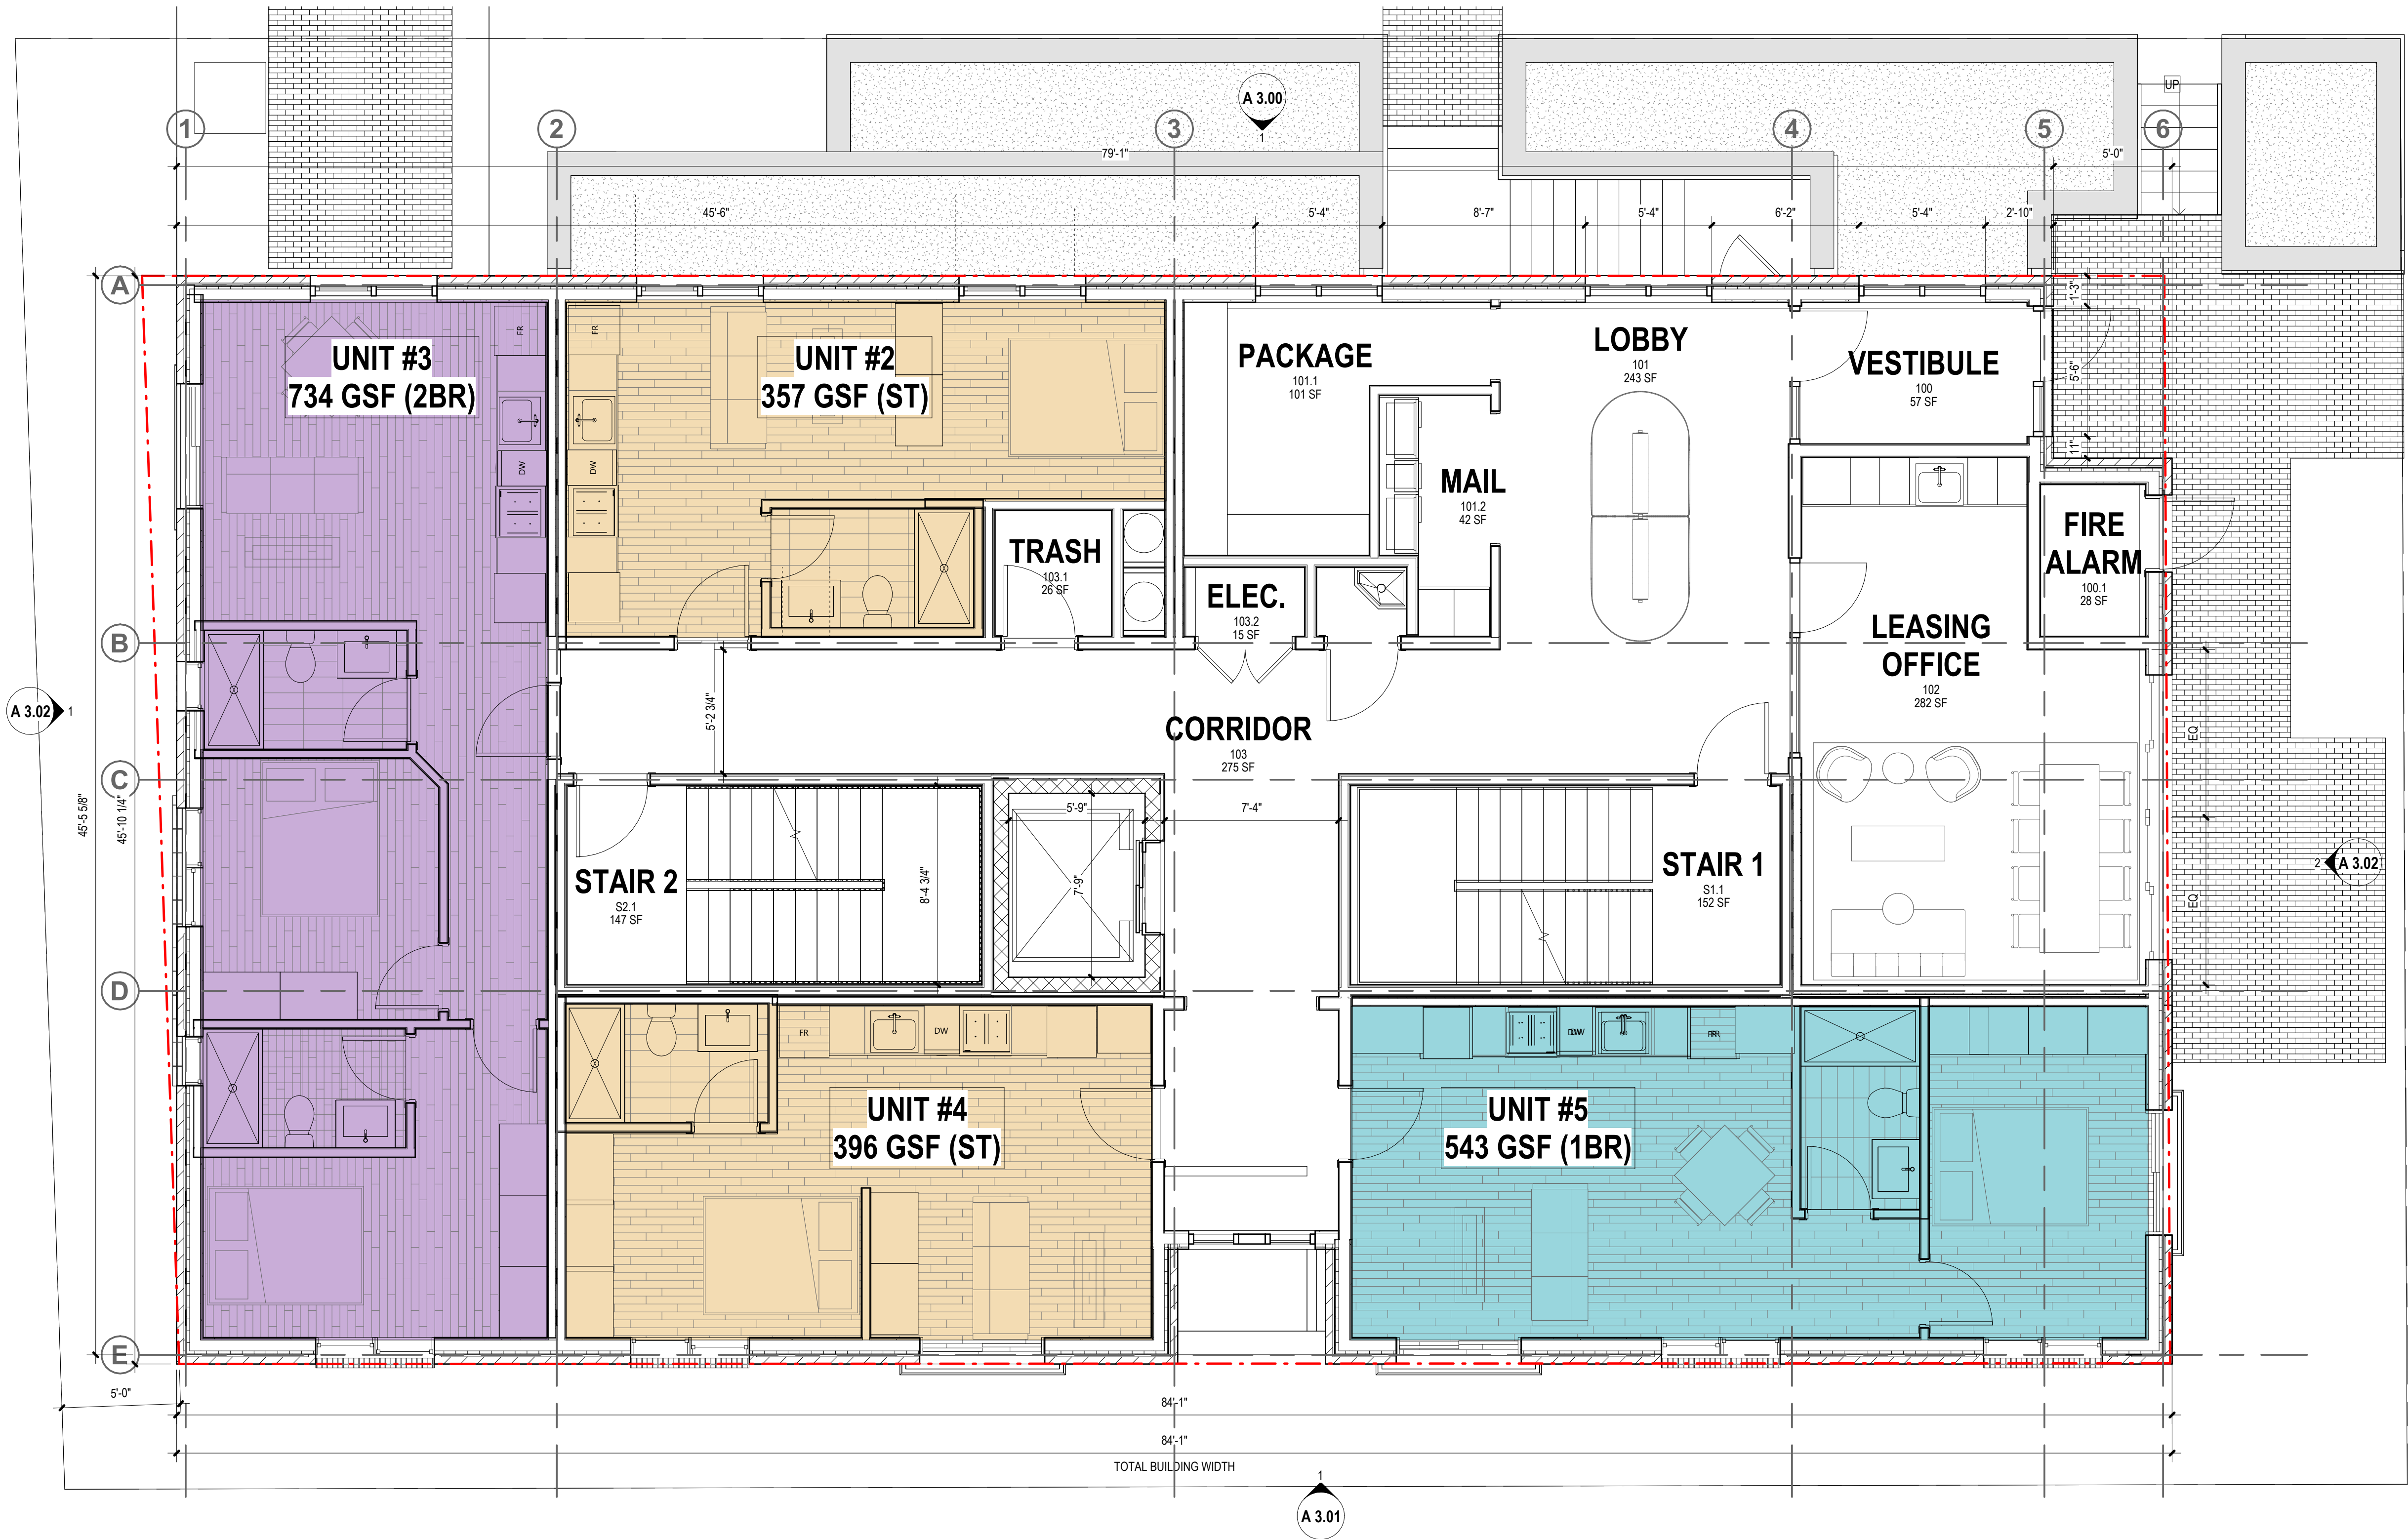 UP
A 3.00
1
1
2
3
4
5
6
79'-1"
5'-0"
45'-6"
5'-4"
8'-7"
5'-4"
6'-2"
5'-4"
2'-10"
A
1'-3"
FR
FR
UNIT #3
734 GSF (2BR)
UNIT #2
357 GSF (ST)
PACKAGE
101.1
101 SF
LOBBY
101
243 SF
VESTIBULE
100
57 SF
5'-6"
11"
DW
DW
MAIL
101.2
42 SF
TRASH
103.1
26 SF
ELEC.
103.2
15 SF
FIRE
ALARM
100.1
28 SF
B
LEASING
OFFICE
102
282 SF
A 3.02
1
5'-2 3/4"
CORRIDOR
103
275 SF
EQ
C
45'-5 5/8"
45'-10 1/4"
5'-9"
7'-4"
STAIR 2
S2.1
147 SF
8'-4 3/4"
7'-9"
STAIR 1
S1.1
152 SF
2
A 3.02
EQ
D
FR
DW
UNIT #4
396 GSF (ST)
UNIT #5
543 GSF (1BR)
E
5'-0"
84'-1"
84'-1"
TOTAL BUILDING WIDTH
1
A 3.01